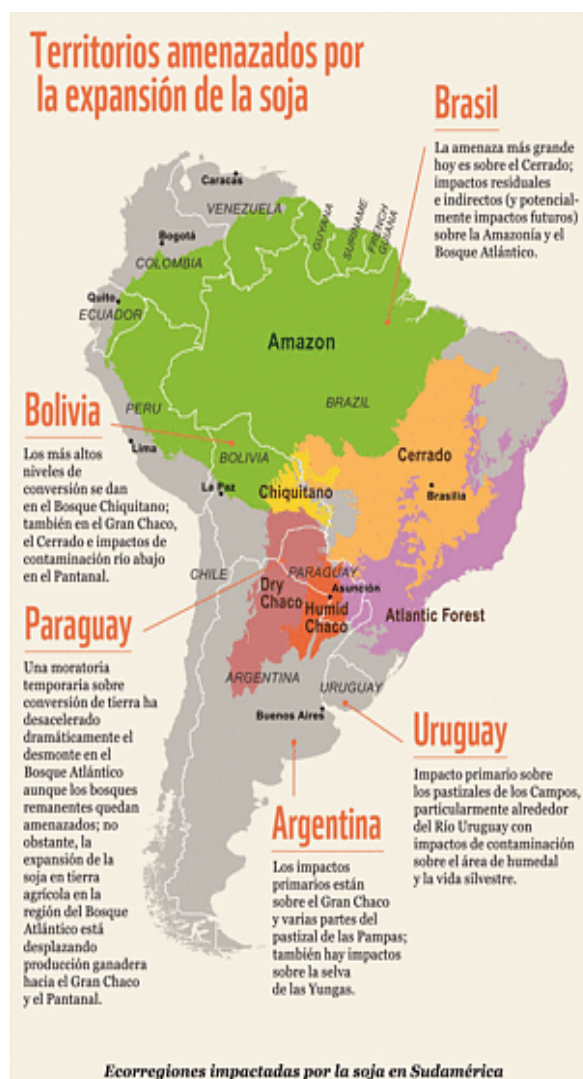 Territorios amenazados por
la expansión de la soja
Brasil
La amenaza más grande
hoy es sobre el Cerrado;
impactos residuales
e indirectos (y potencial-
mente impactos futuros)
sobre la Amazonía y el
Bosque Atlántico.
Caracas
VENEZUELA
GUYANA
SURINAME
FRENCH
GUIANA
Bogotá
COLOMBIA
Quito
ECUADOR
Amazon
PERU
BRAZIL
Lima
BOLIVIA
La Paz
Chiquitano
Cerrado
Brasilia
CHILE
PARAGUAY
Dry
Chaco
Asunción
Humid
Chaco
Atlantic Forest
ARGENTINA
URUGUAY
Buenos Aires
Bolivia
Los más altos
niveles de
conversión se dan
en el Bosque Chiquitano;
también en el Gran Chaco,
el Cerrado e impactos de
contaminación río abajo
en el Pantanal.
Paraguay
Una moratoria
temporaria sobre
conversión de tierra ha
desacelerado
dramáticamente el
desmonte en el
Bosque Atlántico
aunque los bosques
remanentes quedan
amenazados; no
obstante, la
expansión de la
soja en tierra
agrícola en la
región del Bosque
Atlántico está
desplazando
producción ganadera
hacia el Gran Chaco
y el Pantanal.
Argentina
Los impactos
primarios están
sobre el Gran Chaco
y varias partes del
pastizal de las Pampas;
también hay impactos
sobre la selva
de las Yungas.
Uruguay
Impacto primario sobre
los pastizales de los Campos,
particularmente alrededor
del Río Uruguay con
impactos de contaminación
sobre el área de humedal
y la vida silvestre.
Ecorregiones impactadas por la soja en Sudamérica